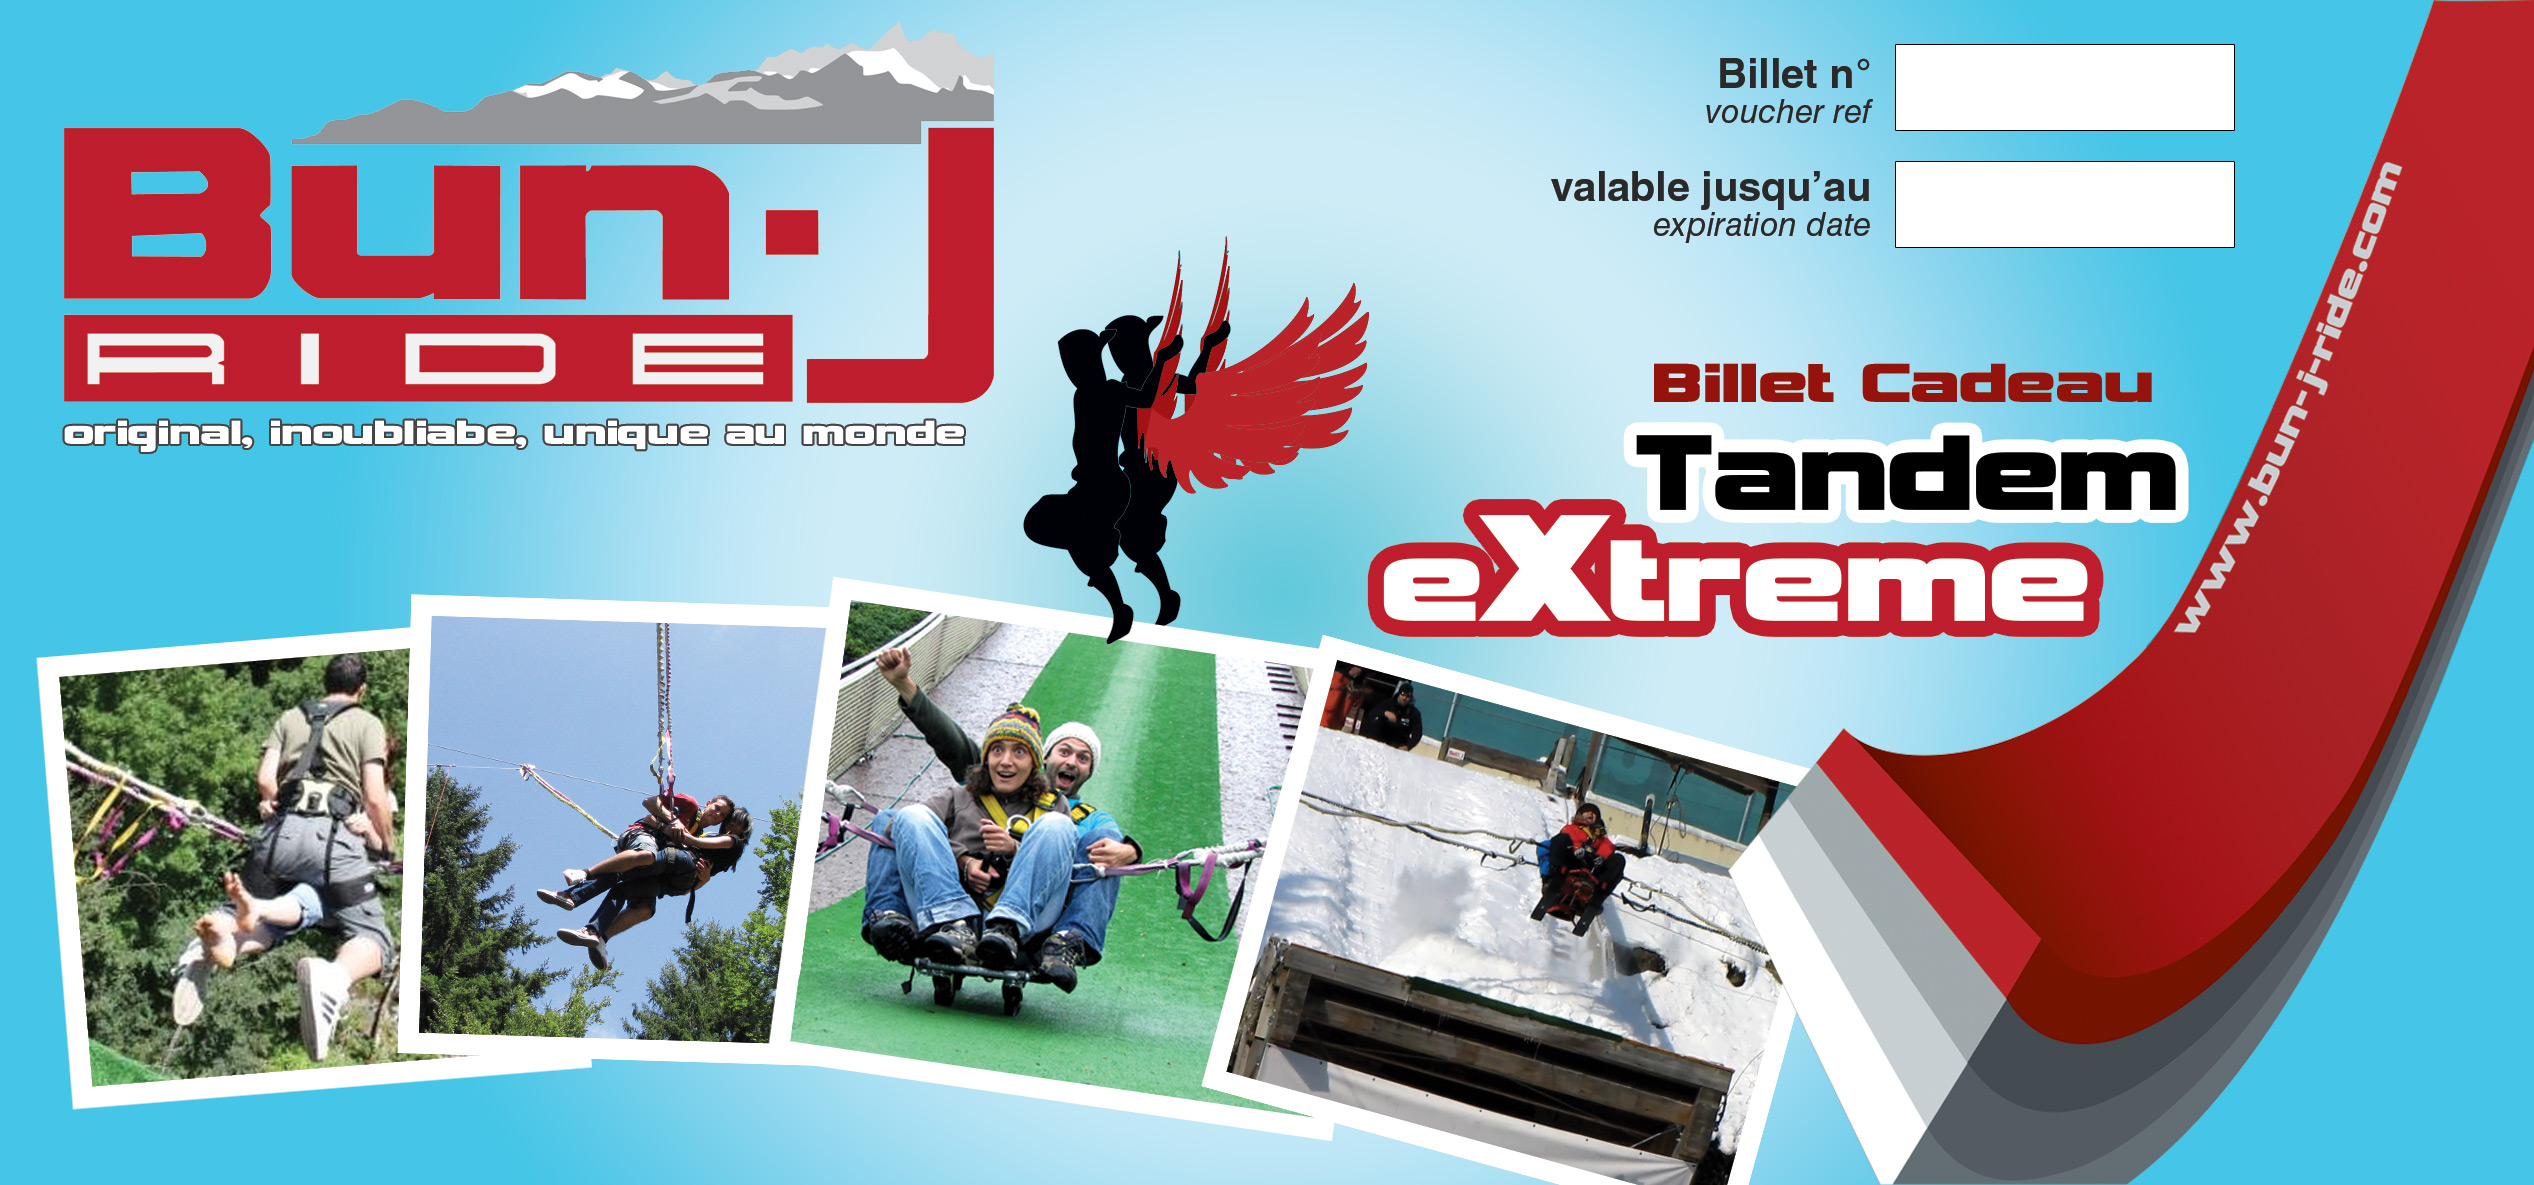 Bun-J
RIDE
original, inoubliabe, unique au monde
Billet n°
voucher ref
valable jusqu'au
expiration date
Billet Cadeau
Tandem
eXtreme
www.bun-j-ride.com